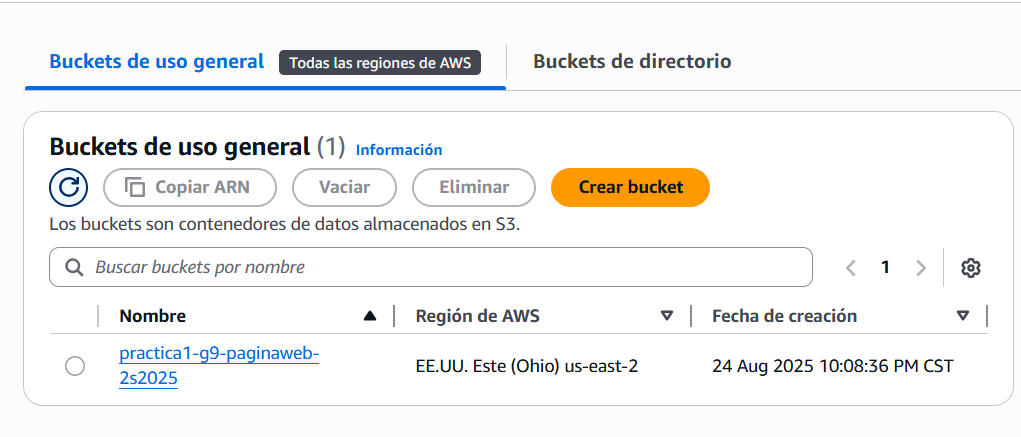 Buckets de uso general Todas las regiones de AWS Buckets de directorio
Buckets de uso general (1) Información
Copiar ARN Vaciar Eliminar Crear bucket
Los buckets son contenedores de datos almacenados en S3.
Buscar buckets por nombre 1
Nombre Región de AWS Fecha de creación
practica1-g9-paginaweb-
2s2025 EE.UU. Este (Ohio) us-east-2 24 Aug 2025 10:08:36 PM CST